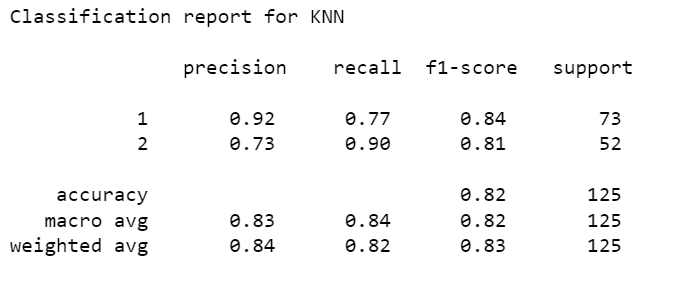 Classification report for KNN
precision recall f1-score support
1 0.92 0.77 0.84 73
2 0.73 0.90 0.81 52
accuracy 0.82 125
macro avg 0.83 0.84 0.82 125
weighted avg 0.84 0.82 0.83 125